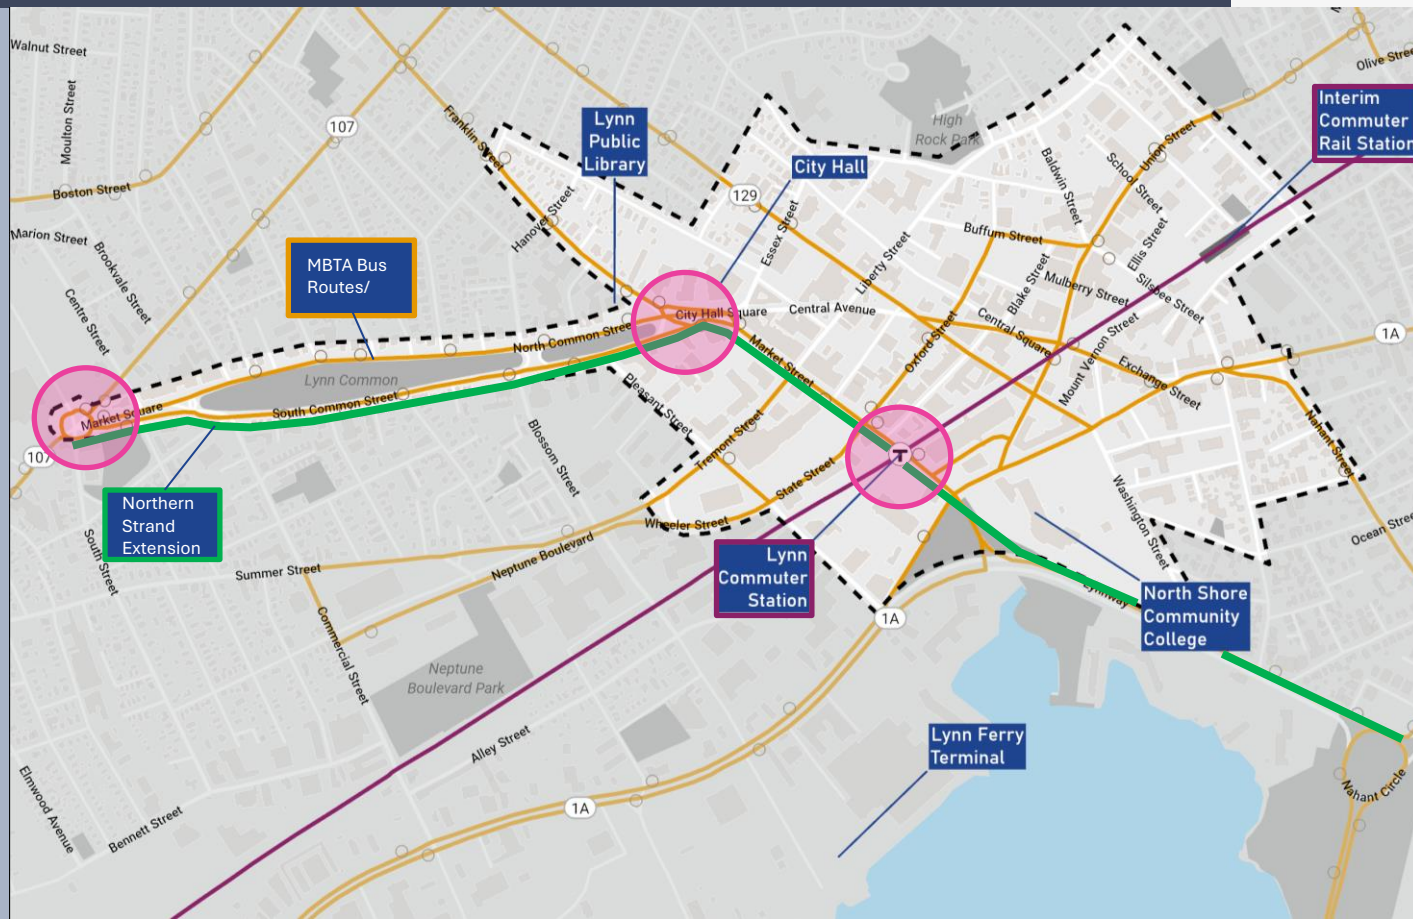 Walnut Street
Moulton Street
107
Boston Street
Marion Street
Brookvale Street
Centre Street
Franklin Street
Hanover Street
Lynn
Public
Library
City Hall
129
High
Rock Park
Essex Street
Liberty Street
Baldwin Street
School Street
Union Street
Olive Stree
Interim
Commuter
Rail Station
Buffum Street
Ellis Street
Blake Street
Mulberry Street
Silsbee Street
MBTA Bus
Routes/
City Hall Square
Central Avenue
Central Square
North Common Stree
Market Street
Oxford Street
Mount Vernon Street
Exchange Street
1A
Lynn Common
South Common Street
Market Square
107
Pleasant Street
Tremont Street
Blossom Street
State Street
T
Nahant Street
Washington Street
Ocean Stree
Northern
Strand
Extension
South Street
Summer Street
Wheeler Street
Neptune Boulevard
Lynn
Commuter
Station
Lynnway
1A
North Shore
Community
College
Commercial Street
Neptune
Boulevard Park
Alley Street
Lynn Ferry
Terminal
Nahant Circle
Elmwood Avenue
Bennett Street
1A